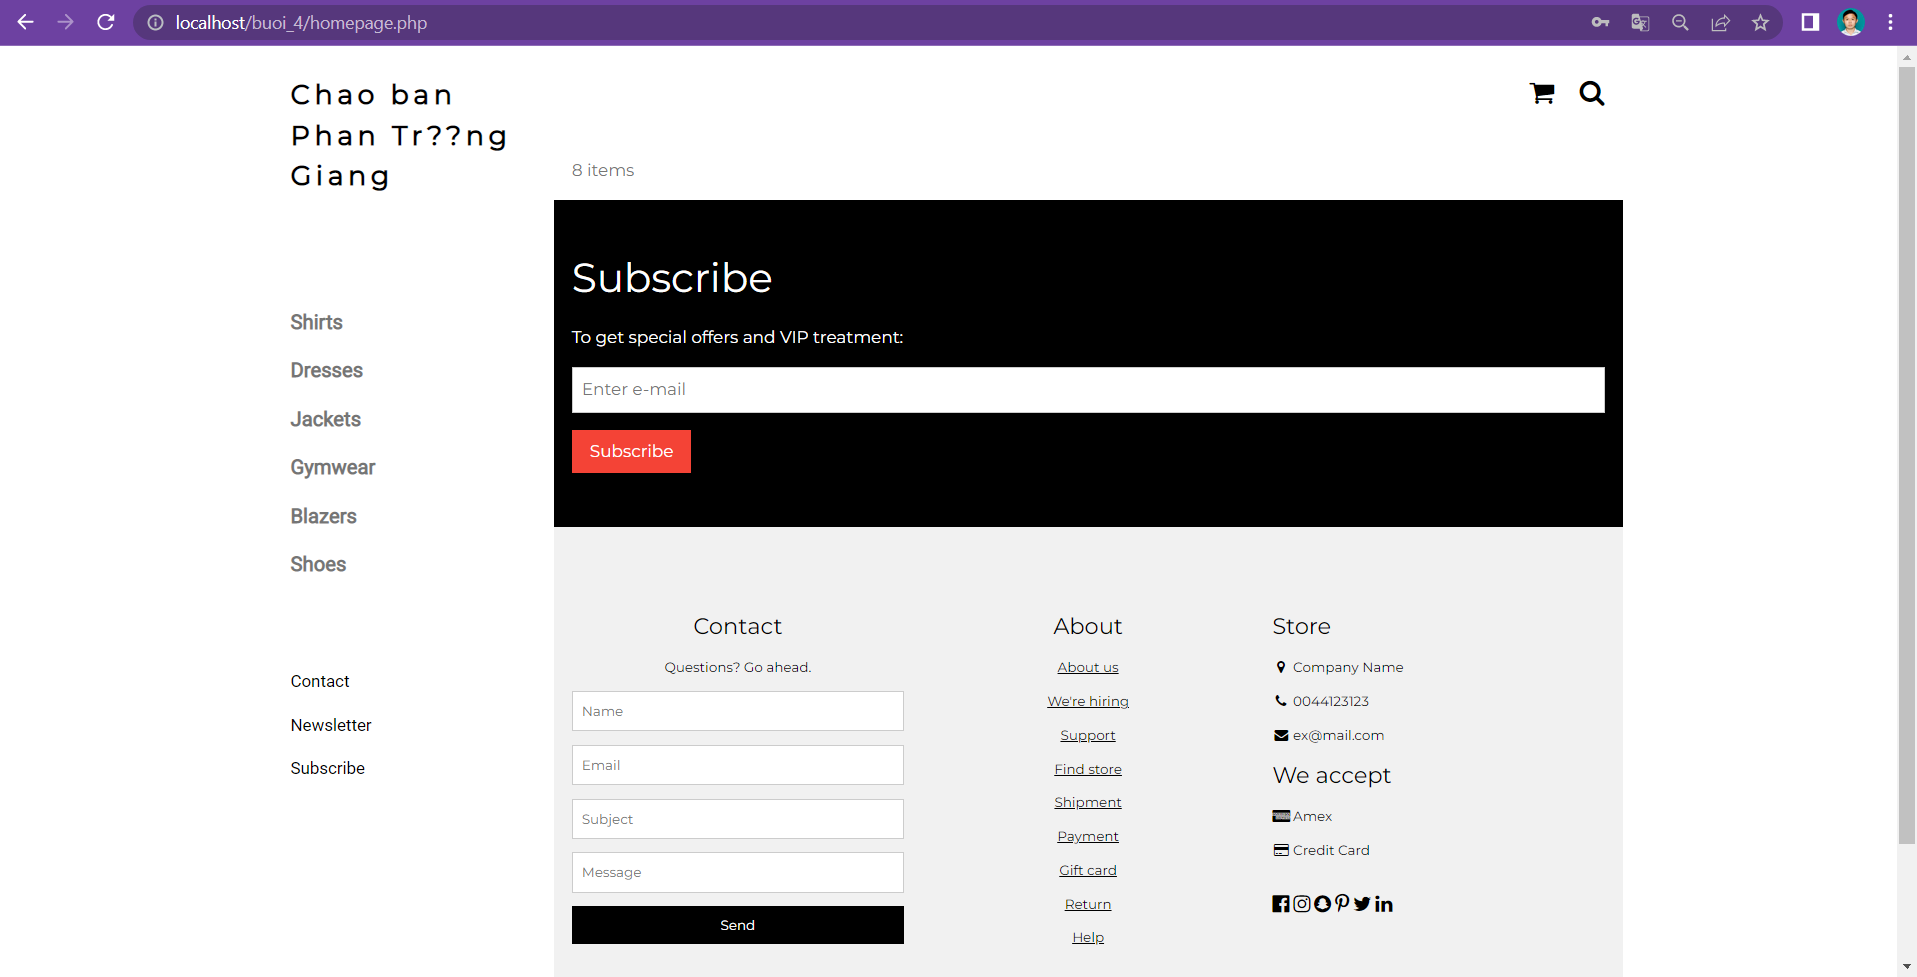 localhost/buoi_4/homepage.php
Chao ban
Phan Tr??ng
Giang
8 items
Shirts
Dresses
Jackets
Gymwear
Blazers
Shoes
Contact
Newsletter
Subscribe
Subscribe
To get special offers and VIP treatment:
Enter e-mail
Subscribe
Contact
Questions? Go ahead.
Name
Email
Subject
Message
Send
About
About us
We're hiring
Support
Find store
Shipment
Payment
Gift card
Return
Help
Store
Company Name
0044123123
ex@mail.com
We accept
Amex
Credit Card